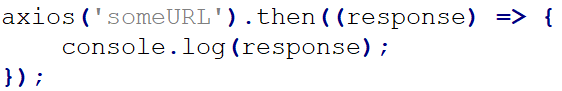 axios('someURL').then((response) => {
    console.log(response);
});